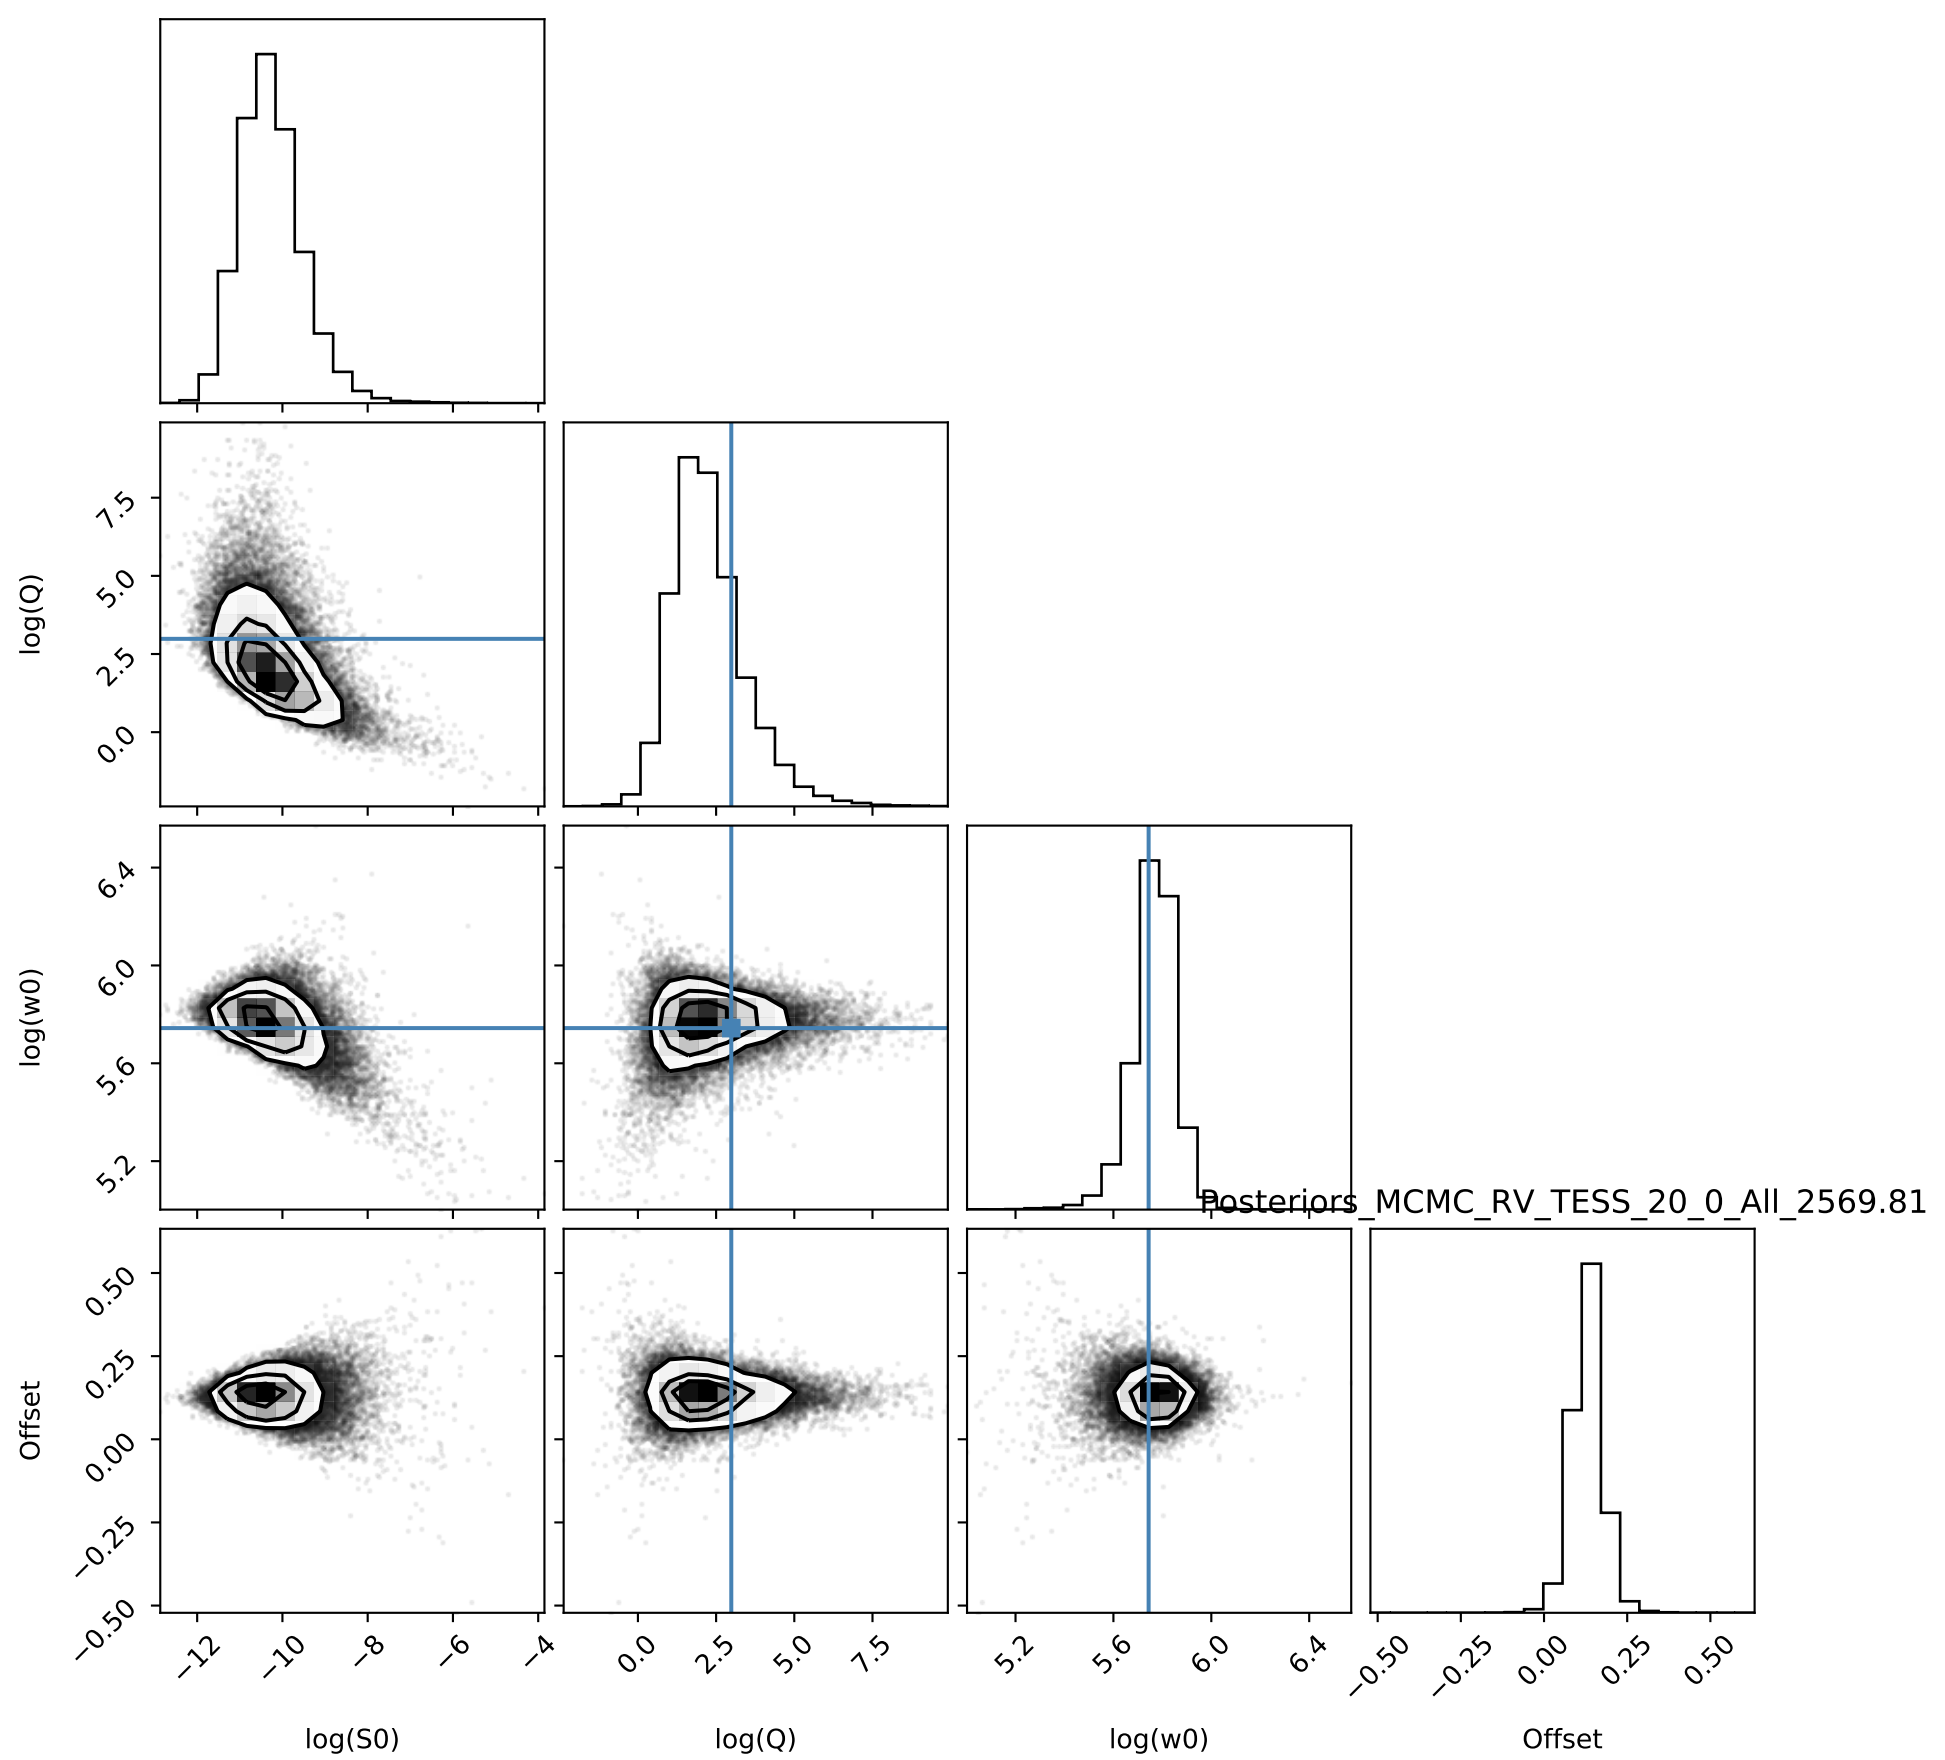 7.5
5.0
2.5
0.0
log(Q)
6.4
6.0
5.6
5.2
log(w0)
Posteriors_MCMC_RV_TESS_20_0_All_2569.81
0.50
0.25
0.00
−0.25
−0.50
Offset
−12 −10 −8 −6 −4 0.0 2.5 5.0 7.5 5.2 5.6 6.0 6.4 −0.50 −0.25 0.00 0.25 0.50
log(S0) log(Q) log(w0) Offset